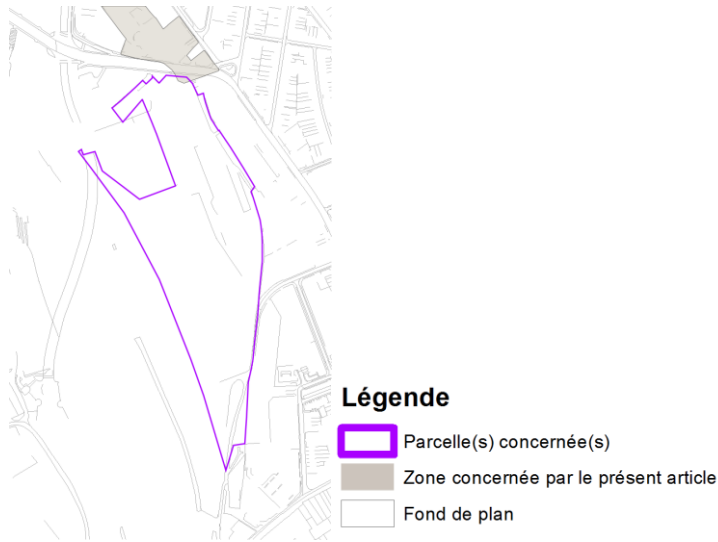 Légende
Parcelle(s) concernée(s)
Zone concernée par le présent article
Fond de plan